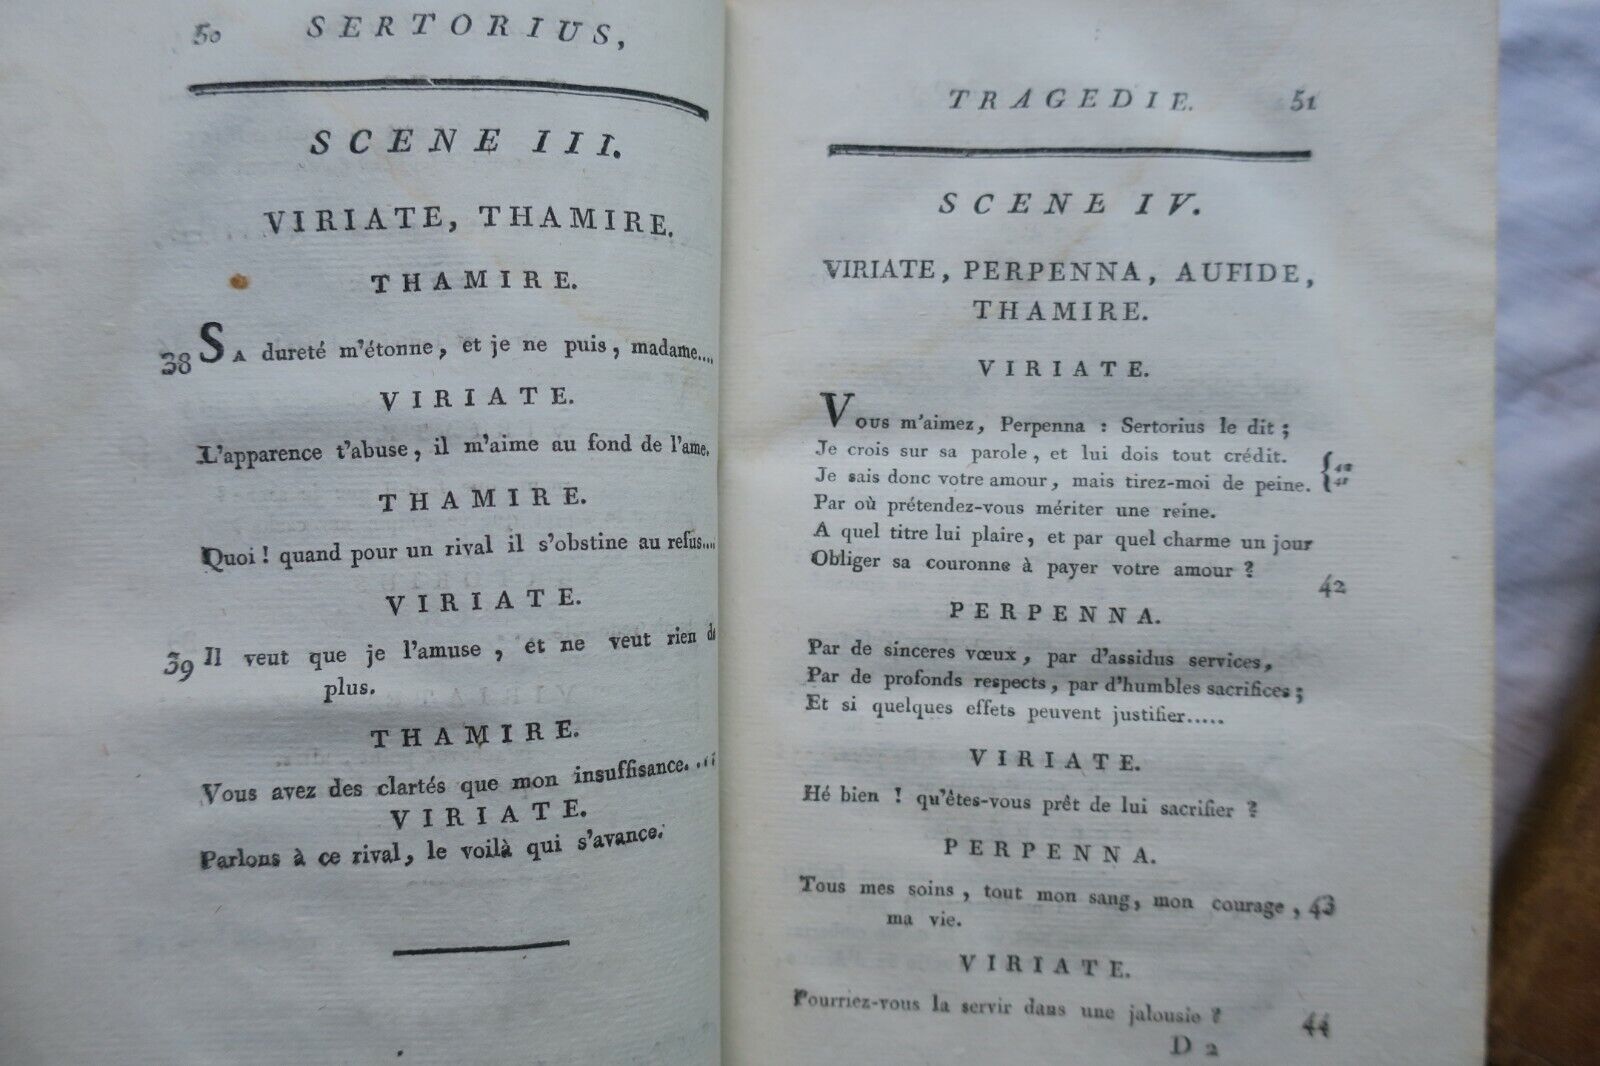 50 SERTORIUS,
SCENE III.
VIRIATE, THAMIRE.
THAMIRE.
38 SA dureté m'étonne, et je ne puis, madame....
VIRIATE.
L'apparence t'abuse, il m'aime au fond de l'ame.
THAMIRE.
Quoi ! quand pour un rival il s'obstine au refus....
VIRIATE.
39 Il veut que je l'amuse, et ne veut rien de
plus.
THAMIRE.
Vous avez des clartés que mon insuffisance....
VIRIATE.
Parlons à ce rival, le voilà qui s'avance.
TRAGEDIE. 51
SCENE IV.
VIRIATE, PERPENNA, AUFIDE,
THAMIRE.
VIRIATE.
Vous m'aimez, Perpenna : Sertorius le dit ;
Je crois sur sa parole, et lui dois tout crédit.
Je sais donc votre amour, mais tirez-moi de peine.
Par où prétendez-vous mériter une reine.
A quel titre lui plaire, et par quel charme un jour
Obliger sa couronne à payer votre amour ?
42
PERPENNA.
Par de sinceres vœux, par d'assidus services,
Par de profonds respects, par d'humbles sacrifices ;
Et si quelques effets peuvent justifier.....
VIRIATE.
Hé bien ! qu'êtes-vous prêt de lui sacrifier ?
PERPENNA.
Tous mes soins, tout mon sang, mon courage, 43
ma vie.
VIRIATE.
Pourriez-vous la servir dans une jalousie ?
44
D 2